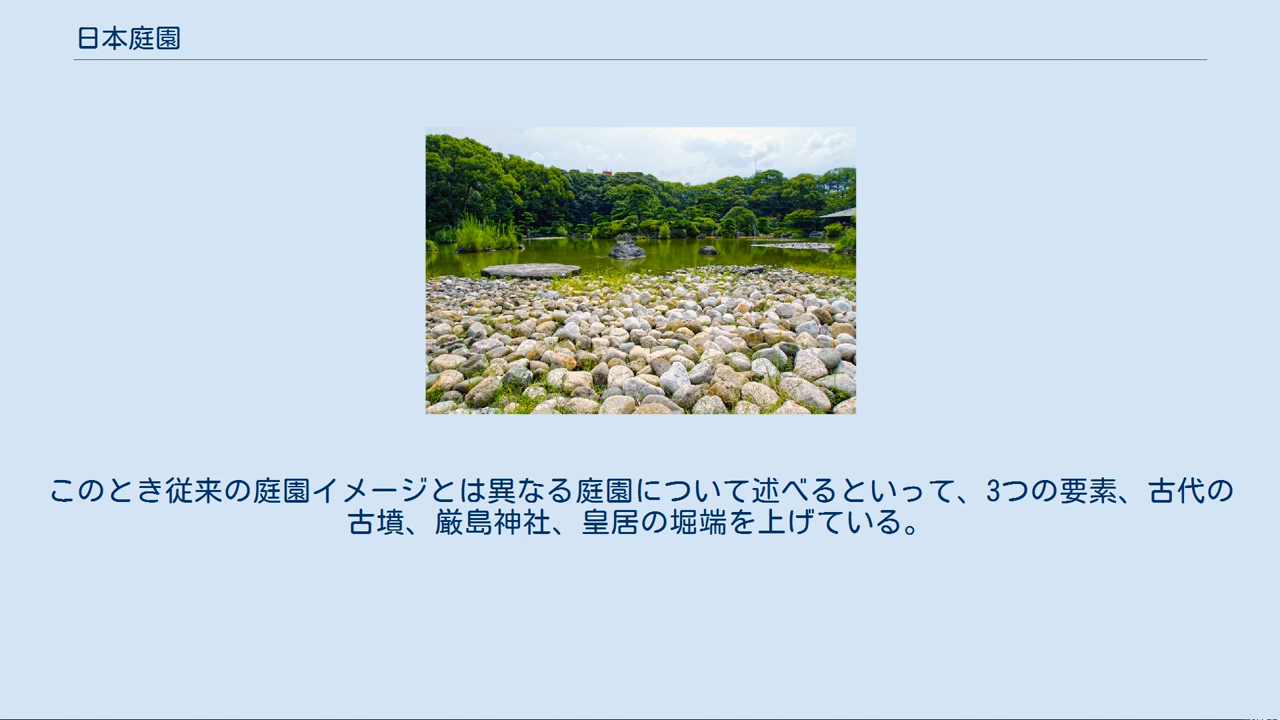 日本庭園
このとき従来の庭園イメージとは異なる庭園について述べるといって、3つの要素、古代の
古墳、厳島神社、皇居の堀端を上げている。